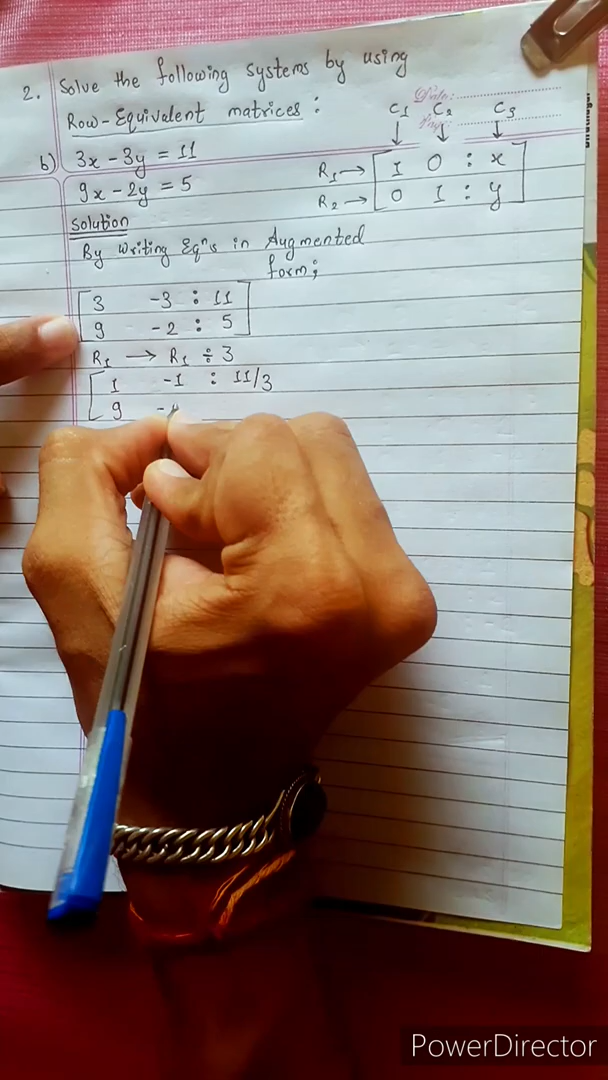 2. Solve the following systems by using
Row-Equivalent matrices :
b) 3x - 3y = 11
9x - 2y = 5
C1 C2 C3
R1 → [ 1 0 : x ]
R2 → [ 0 1 : y ]
Solution
By writing Eqns in Augmented
form;
[ 3 -3 : 11 ]
[ 9 -2 : 5 ]
R1 → R1 ÷ 3
[ 1 -1 : 11/3
[ 9 -
PowerDirector